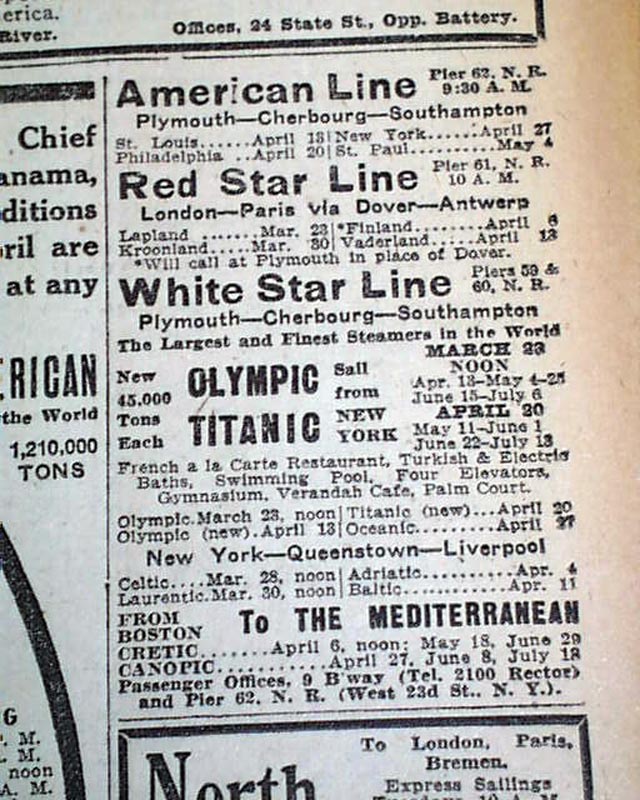 erica.
River.
Offices, 24 State St., Opp. Battery.
Chief
anama,
ditions
ril are
at any
ERICAN
the World
1,210,000
TONS
G
P. M.
noon
A. M.
American Line Pier 62, N. R.
9:30 A. M.
Plymouth—Cherbourg—Southampton
St. Louis......April 13|New York......April 27
Philadelphia ..April 20|St. Paul..........May 4
Red Star Line Pier 61, N. R.
10 A. M.
London—Paris via Dover—Antwerp
Lapland .......Mar. 23|*Finland........April 6
Kroonland.....Mar. 30|Vaderland.....April 13
*Will call at Plymouth in place of Dover.
White Star Line Piers 59 &
60, N. R.
Plymouth—Cherbourg—Southampton
The Largest and Finest Steamers in the World
New
45,000
Tons
Each
OLYMPIC
TITANIC
Sail
from
NEW
YORK
MARCH 23
NOON
Apr. 13—May 4—25
June 15—July 6
APRIL 20
May 11—June 1
June 22—July 13
French a la Carte Restaurant, Turkish & Electric
Baths, Swimming Pool, Four Elevators,
Gymnasium, Verandah Cafe, Palm Court.
Olympic.March 23, noon|Titanic (new)...April 20
Olympic (new).April 13|Oceanic.........April 27
New York—Queenstown—Liverpool
Celtic....Mar. 28, noon|Adriatic..........Apr. 4
Laurentic.Mar. 30, noon|Baltic............Apr. 11
FROM
BOSTON
To THE MEDITERRANEAN
CRETIC.......April 6, noon; May 18, June 29
CANOPIC...........April 27, June 8, July 18
Passenger Offices, 9 B'way (Tel. 2100 Rector)
and Pier 62, N. R. (West 23d St., N. Y.).
North
To London, Paris,
Bremen.
Express Sailings